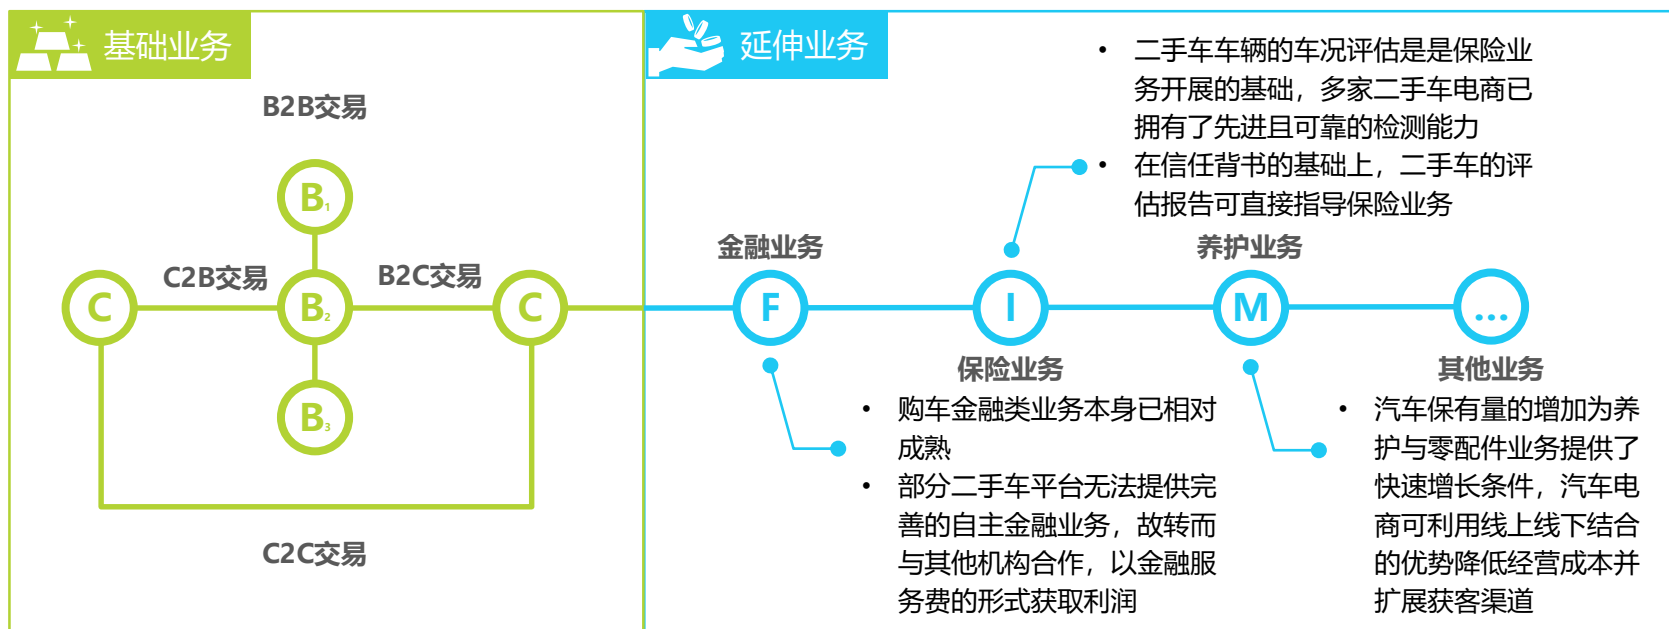 基础业务
B2B交易
B₁
C2B交易
B2C交易
C
B₂
C
B₃
C2C交易
延伸业务
• 二手车车辆的车况评估是是保险业
务开展的基础，多家二手车电商已
拥有了先进且可靠的检测能力
• 在信任背书的基础上，二手车的评
估报告可直接指导保险业务
金融业务
养护业务
F
I
M
...
保险业务
其他业务
• 购车金融类业务本身已相对
成熟
• 部分二手车平台无法提供完
善的自主金融业务，故转而
与其他机构合作，以金融服
务费的形式获取利润
• 汽车保有量的增加为养
护与零配件业务提供了
快速增长条件，汽车电
商可利用线上线下结合
的优势降低经营成本并
扩展获客渠道